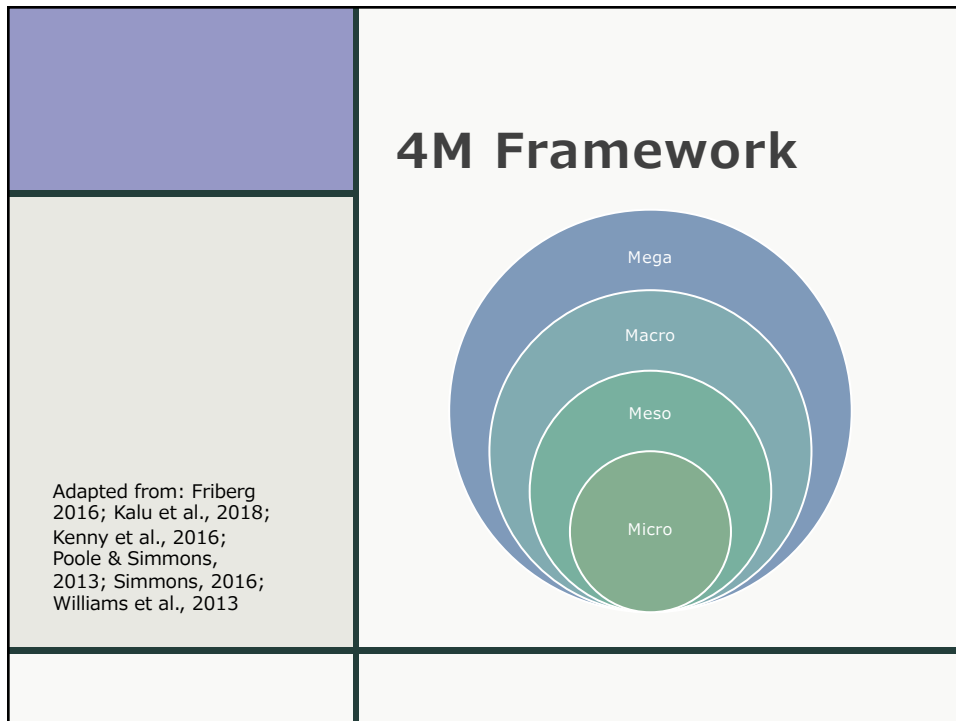 4M Framework
Mega
Macro
Meso
Micro
Adapted from: Friberg
2016; Kalu et al., 2018;
Kenny et al., 2016;
Poole & Simmons,
2013; Simmons, 2016;
Williams et al., 2013